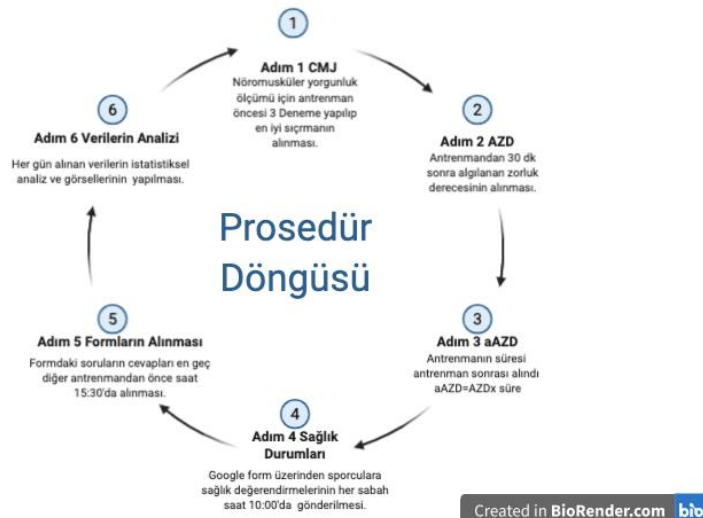 1
Adım 1 CMJ
Nöromusküler yorgunluk
ölçümü için antrenman
öncesi 3 Deneme yapılıp
en iyi sıçrmanın
alınması.
2
Adım 2 AZD
Antrenmandan 30 dk
sonra algılanan zorluk
derecesinin alınması.
3
Adım 3 aAZD
Antrenmanın süresi
antrenman sonrası alındı
aAZD=AZDx süre
4
Adım 4 Sağlık
Durumları
Google form üzerinden sporculara
sağlık değerendirmelerinin her sabah
saat 10:00'da gönderilmesi.
5
Adım 5 Formların Alınması
Formdaki soruların cevapları en geç
diğer antrenmandan önce saat
15:30'da alınması.
6
Adım 6 Verilerin Analizi
Her gün alınan verilerin istatistiksel
analiz ve görsellerinin yapılması.
Prosedür
Döngüsü
Created in BioRender.com bio